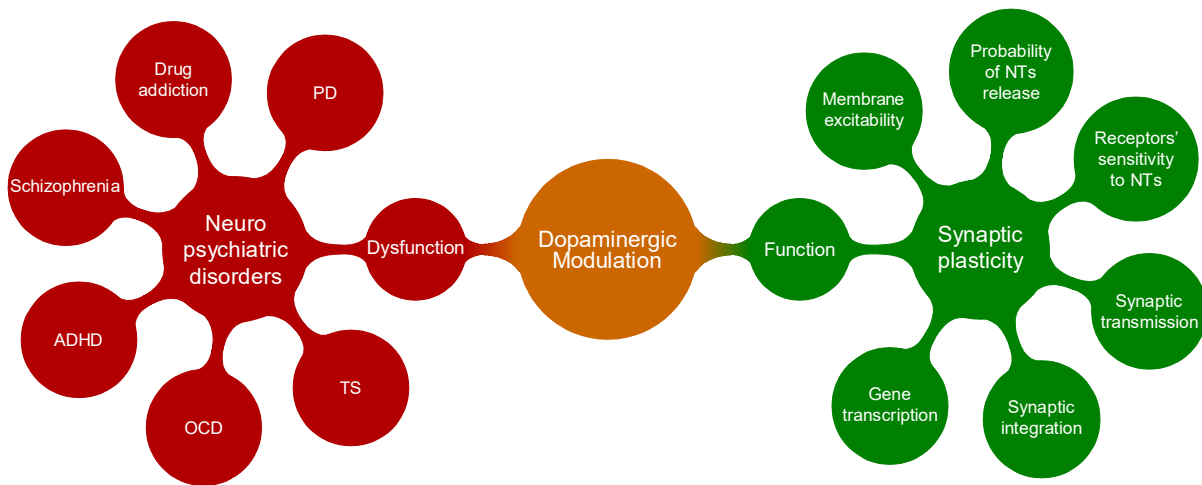 Drug
addiction
PD
Schizophrenia
Neuro
psychiatric
disorders
ADHD
OCD
TS
Dysfunction
Dopaminergic
Modulation
Function
Synaptic
plasticity
Membrane
excitability
Probability
of NTs
release
Receptors'
sensitivity
to NTs
Synaptic
transmission
Synaptic
integration
Gene
transcription